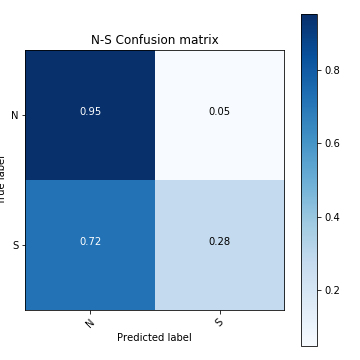 N-S Confusion matrix
N
0.95
0.05
S
0.72
0.28
N
S
Predicted label
label
0.8
0.6
0.4
0.2